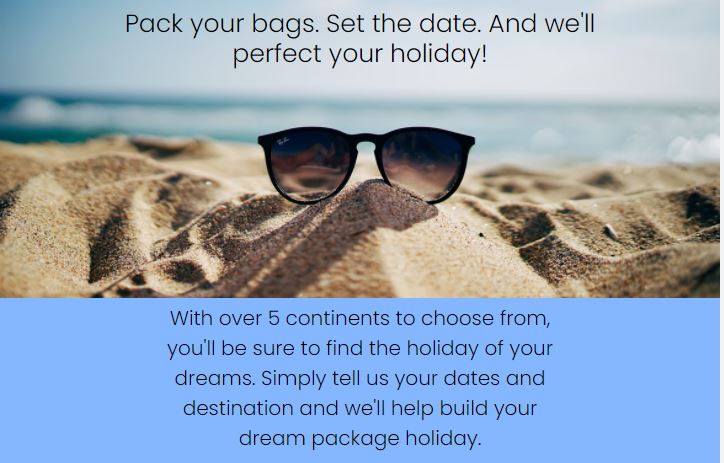 Pack your bags. Set the date. And we'll
perfect your holiday!
Ray-Ban
With over 5 continents to choose from,
you'll be sure to find the holiday of your
dreams. Simply tell us your dates and
destination and we'll help build your
dream package holiday.